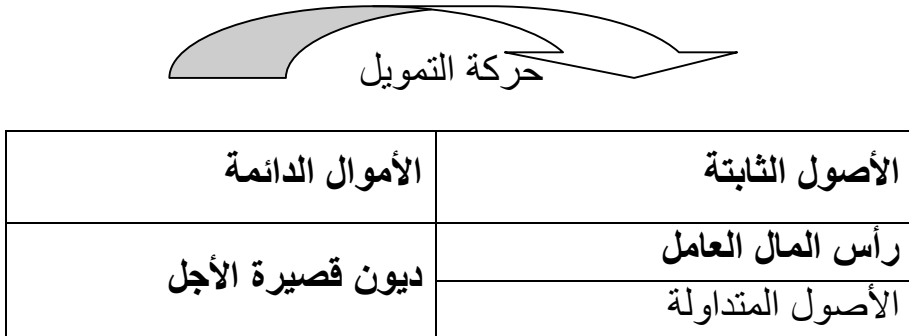 حركة التمويل
الأصول الثابتة
الأموال الدائمة
رأس المال العامل
ديون قصيرة الأجل
الأصول المتداولة